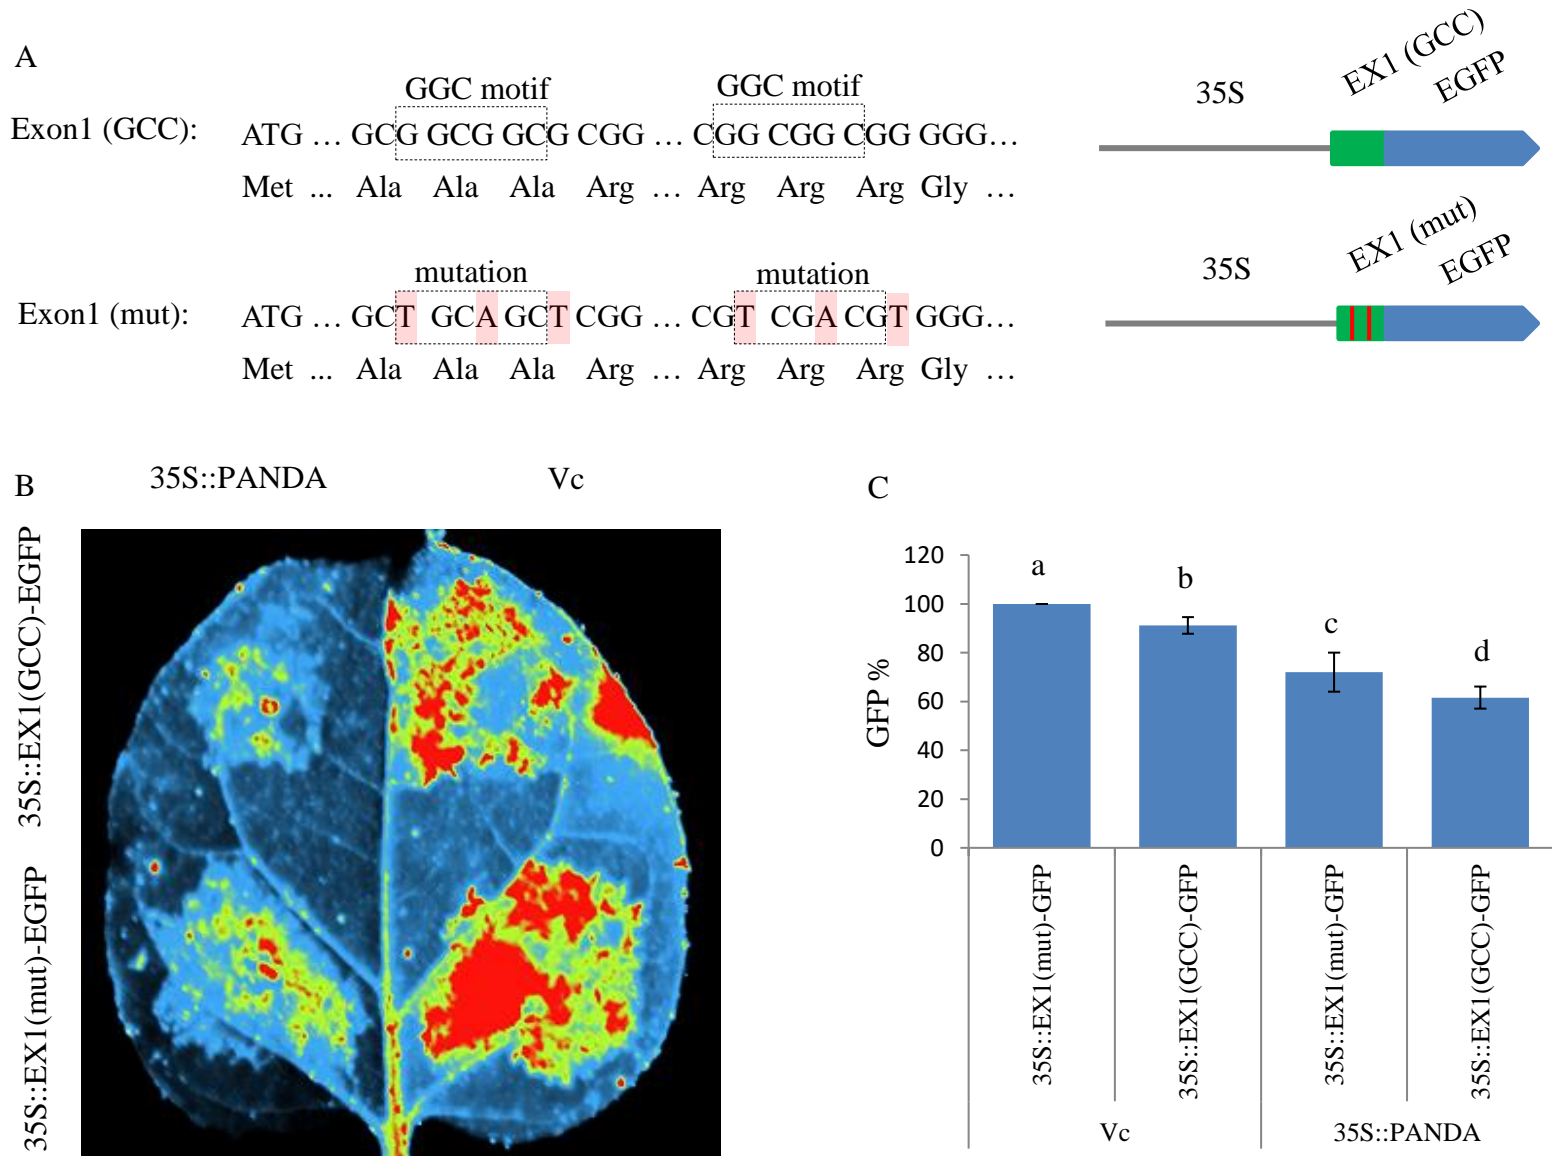 A
GGC motif
GGC motif
Exon1 (GCC):
ATG ... GCG GCG GCG CGG ... CGG CGG CGG GGG...
Met ... Ala Ala Ala Arg ... Arg Arg Arg Gly ...
35S
EX1 (GCC)
EGFP
mutation
mutation
Exon1 (mut):
ATG ... GCT GCA GCT CGG ... CGT CGA CGT GGG...
Met ... Ala Ala Ala Arg ... Arg Arg Arg Gly ...
35S
EX1 (mut)
EGFP
B
35S::PANDA
Vc
35S::EX1(GCC)-EGFP
35S::EX1(mut)-EGFP
C
GFP %
120
100
80
60
40
20
0
a
b
c
d
35S::EX1(mut)-GFP
35S::EX1(GCC)-GFP
35S::EX1(mut)-GFP
35S::EX1(GCC)-GFP
Vc
35S::PANDA